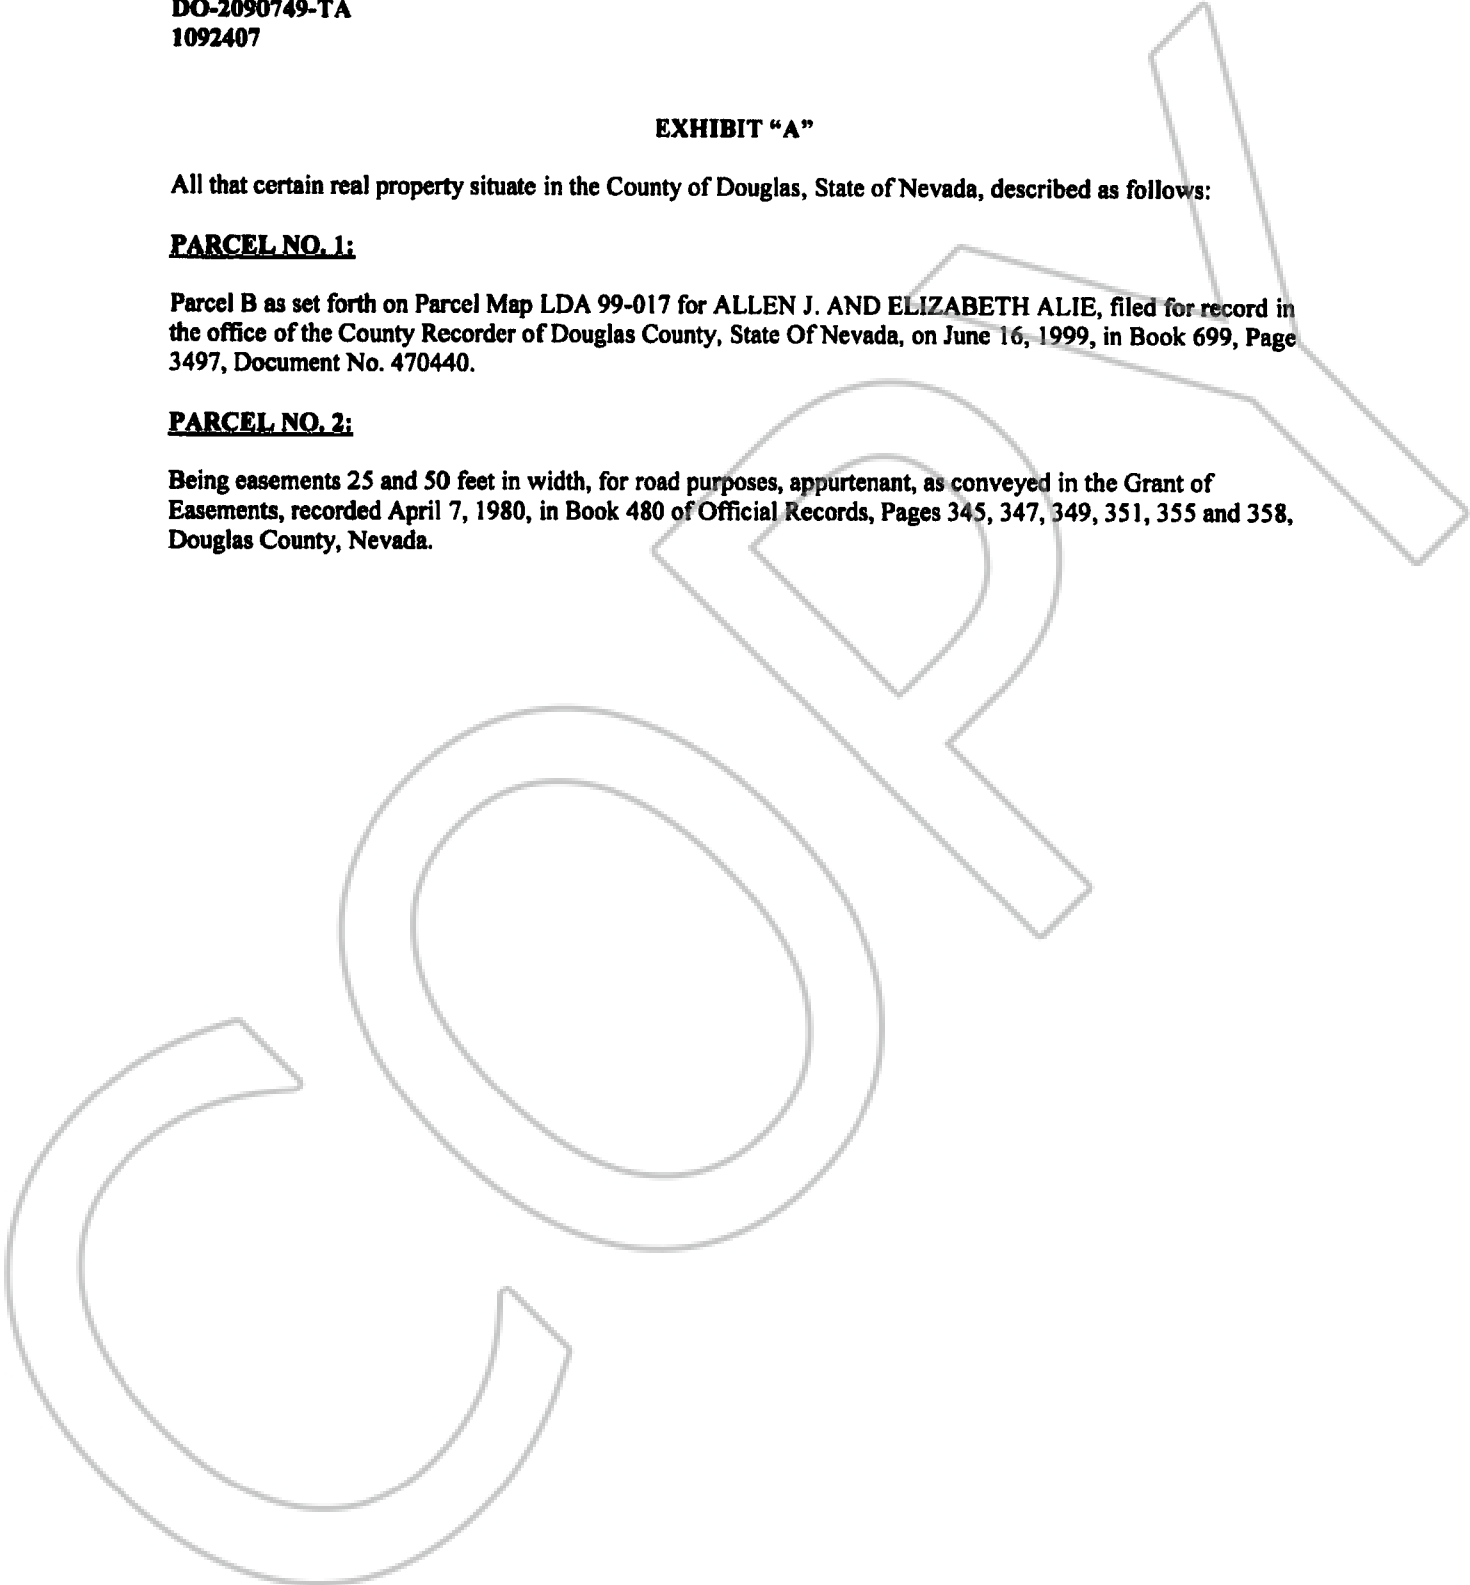 DO-2090749-TA
1092407
EXHIBIT “A”
All that certain real property situate in the County of Douglas, State of Nevada, described as follows:
PARCEL NO. 1:
Parcel B as set forth on Parcel Map LDA 99-017 for ALLEN J. AND ELIZABETH ALIE, filed for record in
the office of the County Recorder of Douglas County, State Of Nevada, on June 16, 1999, in Book 699, Page
3497, Document No. 470440.
PARCEL NO. 2:
Being easements 25 and 50 feet in width, for road purposes, appurtenant, as conveyed in the Grant of
Easements, recorded April 7, 1980, in Book 480 of Official Records, Pages 345, 347, 349, 351, 355 and 358,
Douglas County, Nevada.
COPY